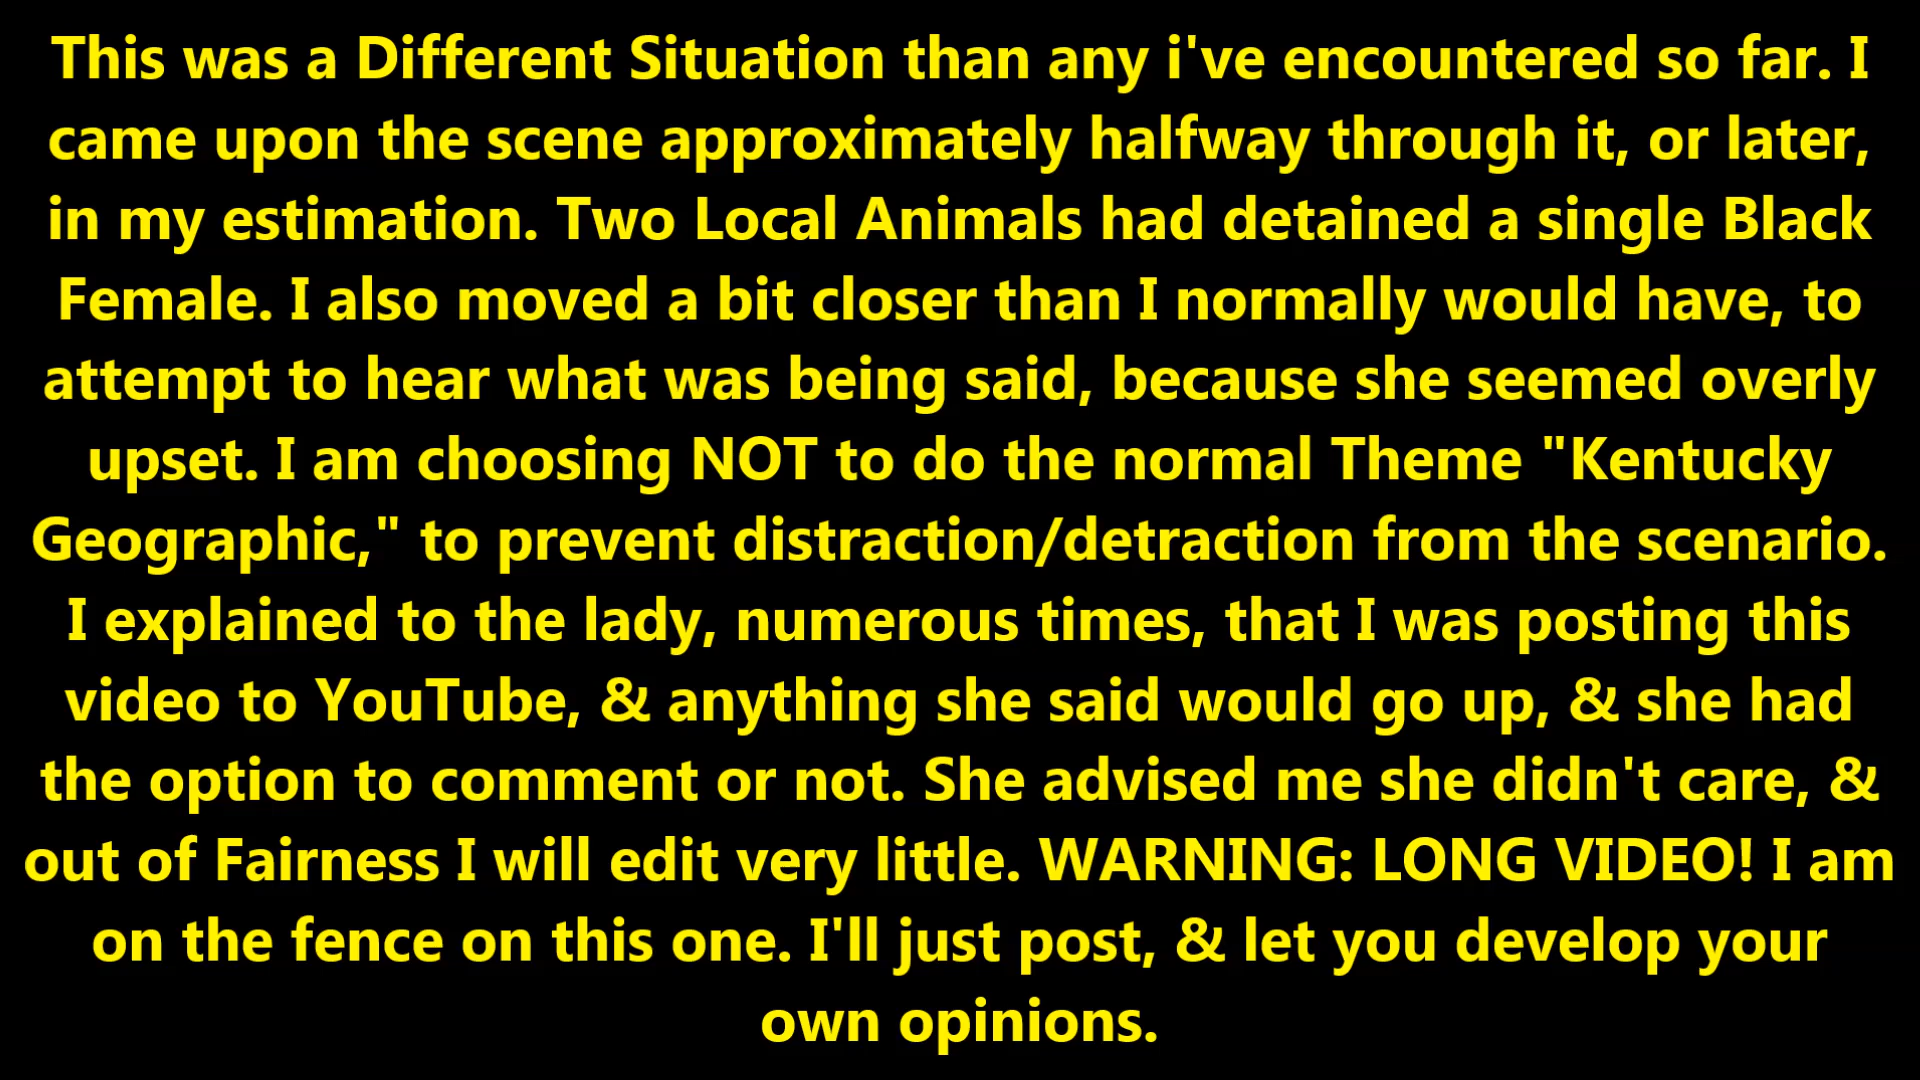 This was a Different Situation than any i've encountered so far. I
came upon the scene approximately halfway through it, or later,
in my estimation. Two Local Animals had detained a single Black
Female. I also moved a bit closer than I normally would have, to
attempt to hear what was being said, because she seemed overly
upset. I am choosing NOT to do the normal Theme "Kentucky
Geographic," to prevent distraction/detraction from the scenario.
I explained to the lady, numerous times, that I was posting this
video to YouTube, & anything she said would go up, & she had
the option to comment or not. She advised me she didn't care, &
out of Fairness I will edit very little. WARNING: LONG VIDEO! I am
on the fence on this one. I'll just post, & let you develop your
own opinions.